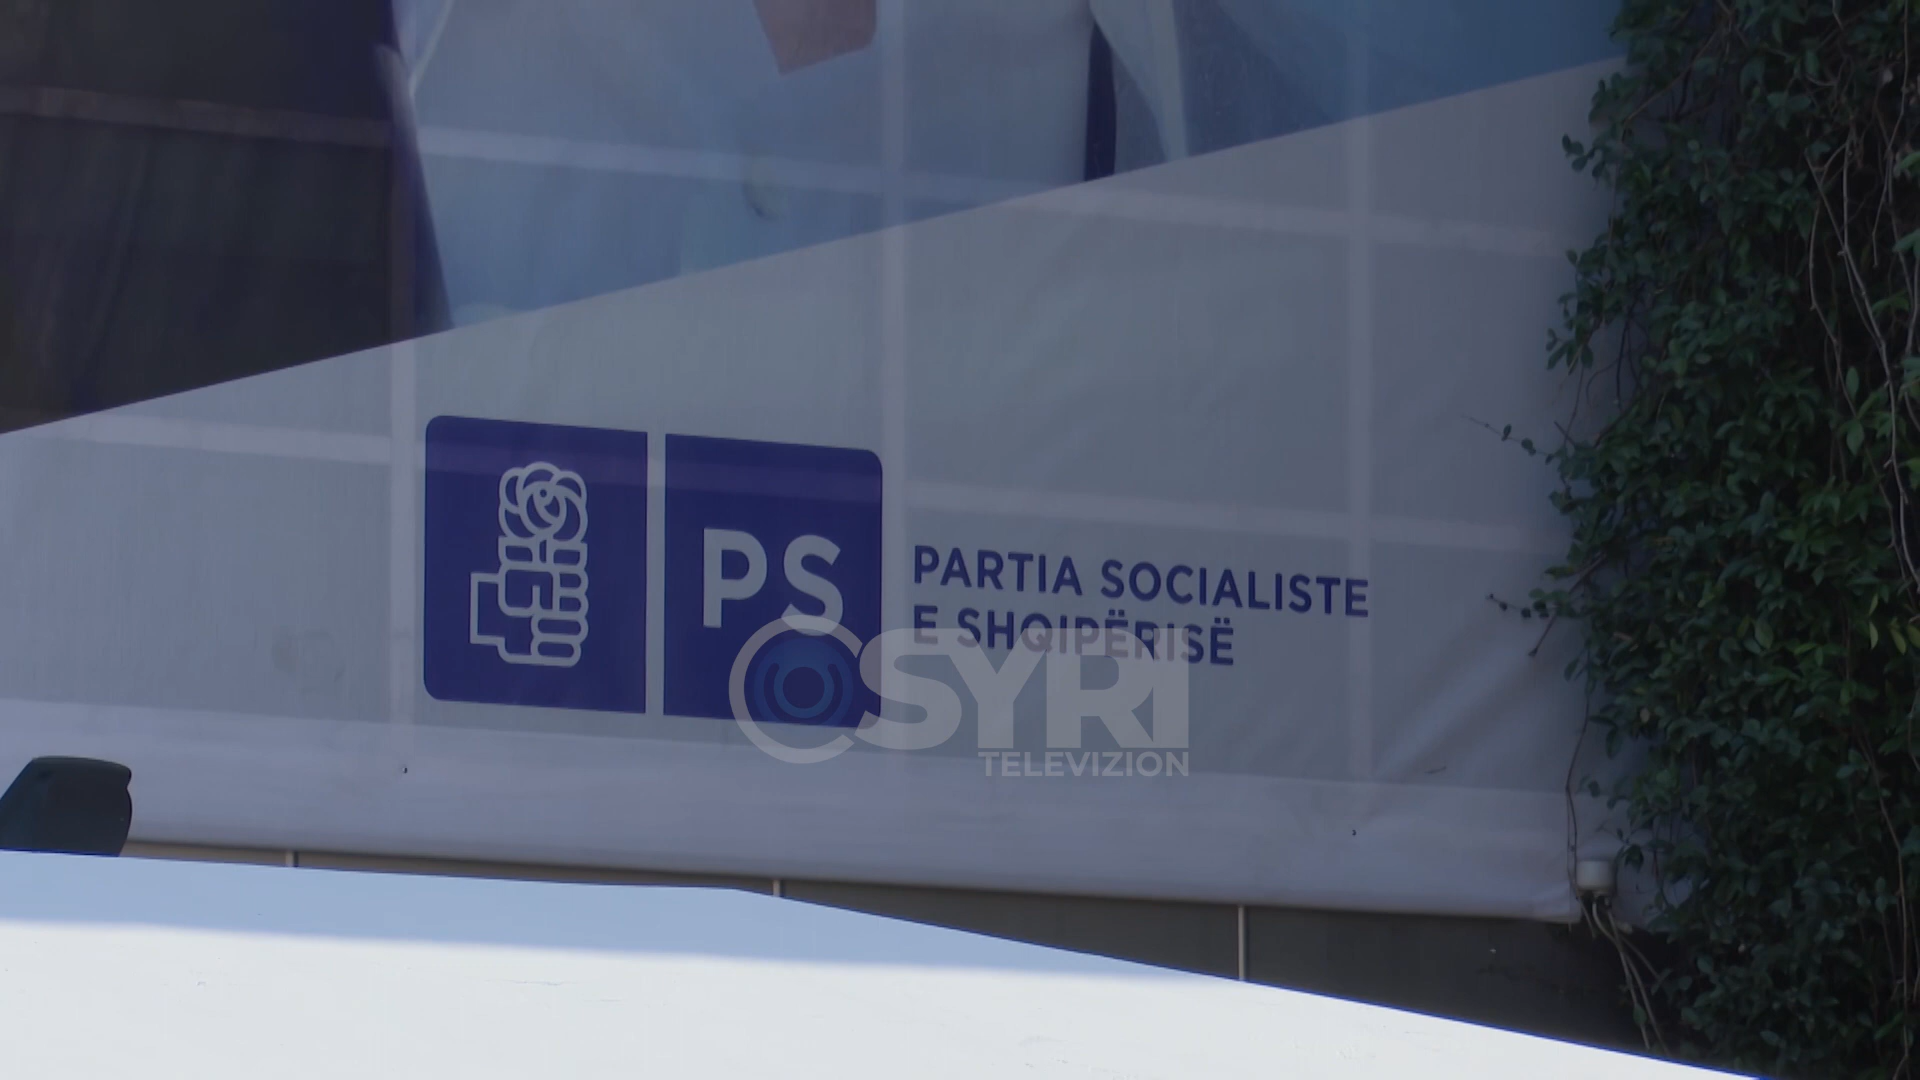 PS
PARTIA SOCIALISTE
E SHQIPËRISË
SYRI
TELEVIZION